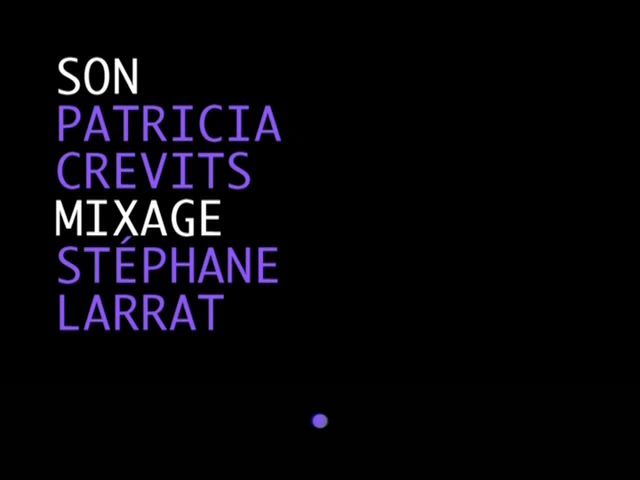 SON
PATRICIA
CREVITS
MIXAGE
STÉPHANE
LARRAT